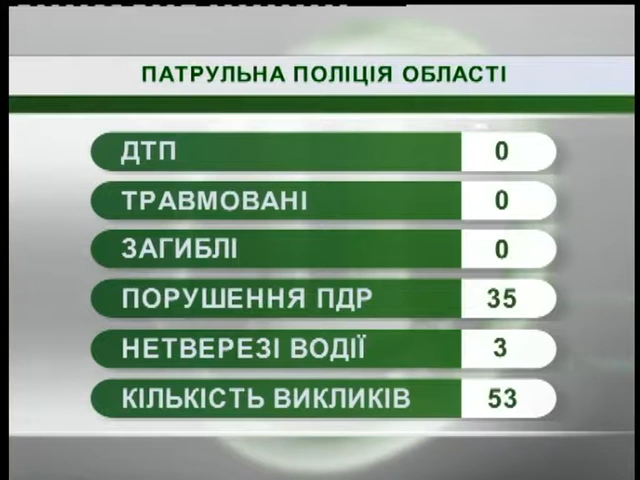 ПАТРУЛЬНА ПОЛІЦІЯ ОБЛАСТІ
ДТП 0
ТРАВМОВАНІ 0
ЗАГИБЛІ 0
ПОРУШЕННЯ ПДР 35
НЕТВЕРЕЗІ ВОДІЇ 3
КІЛЬКІСТЬ ВИКЛИКІВ 53